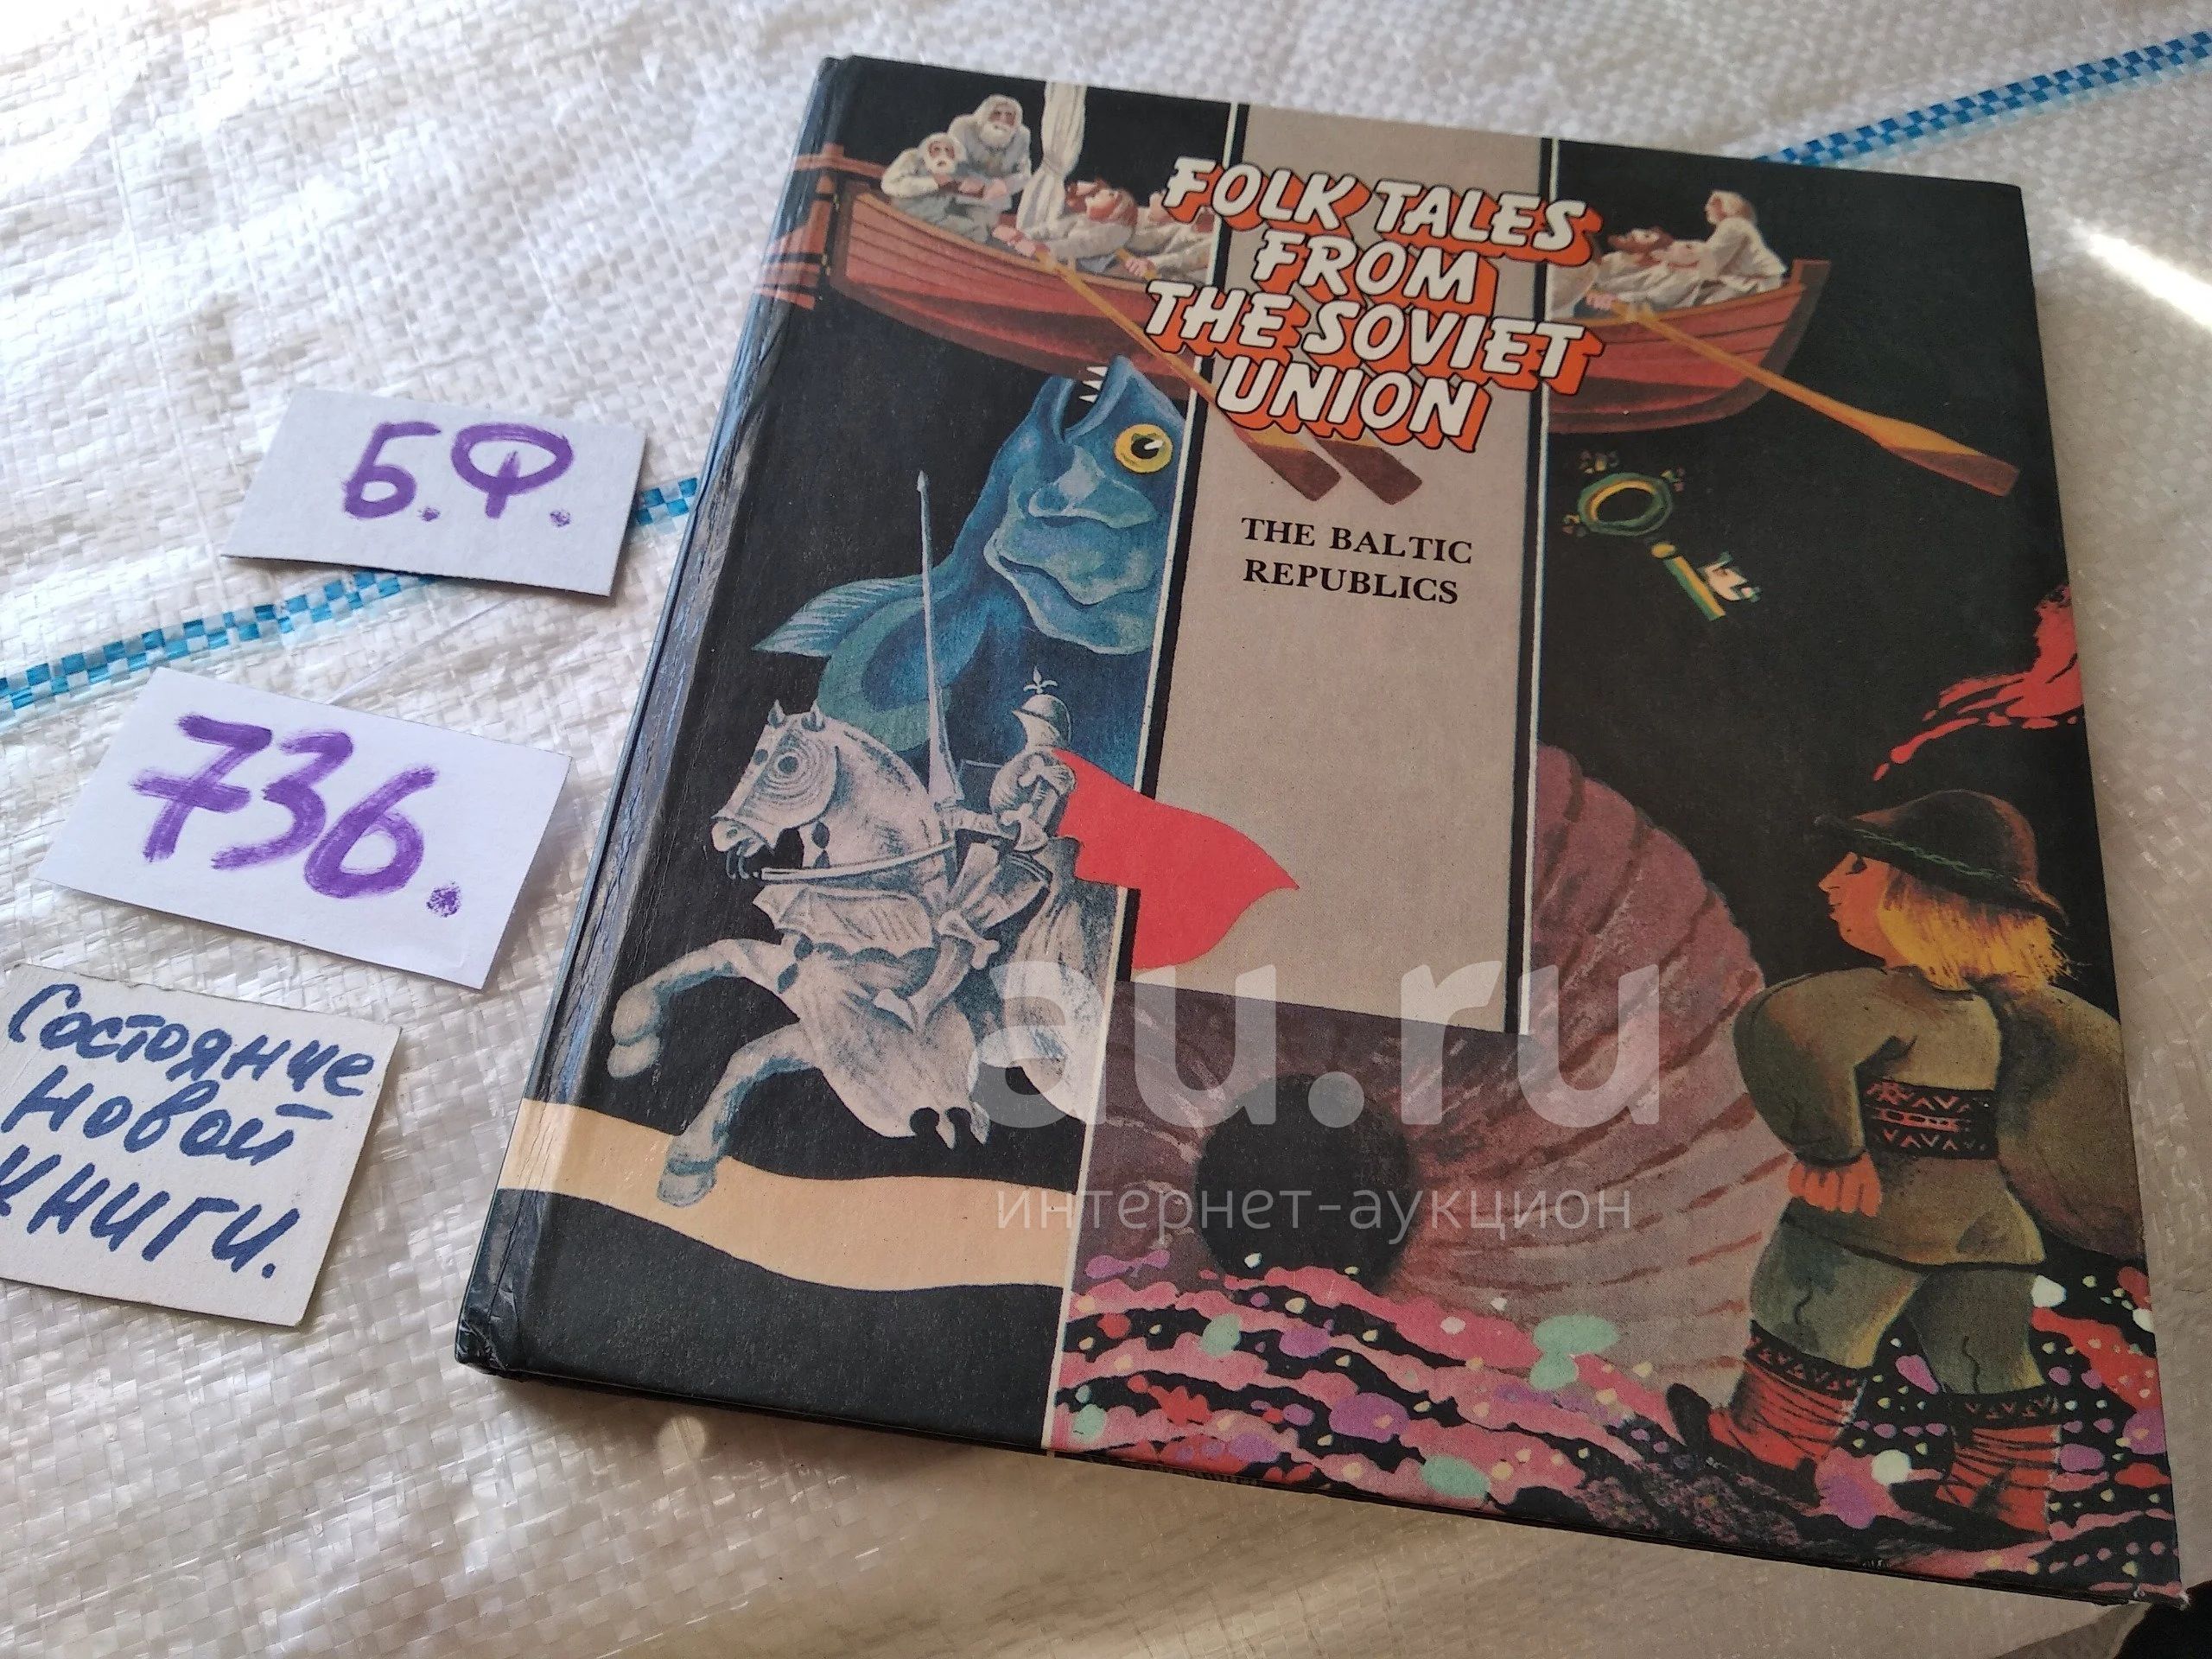 FOLK TALES
FROM
THE SOVIET
UNION
THE BALTIC
REPUBLICS
Б.Ф.
736.
Состояние
новой
книги.
au.ru
интернет-аукцион